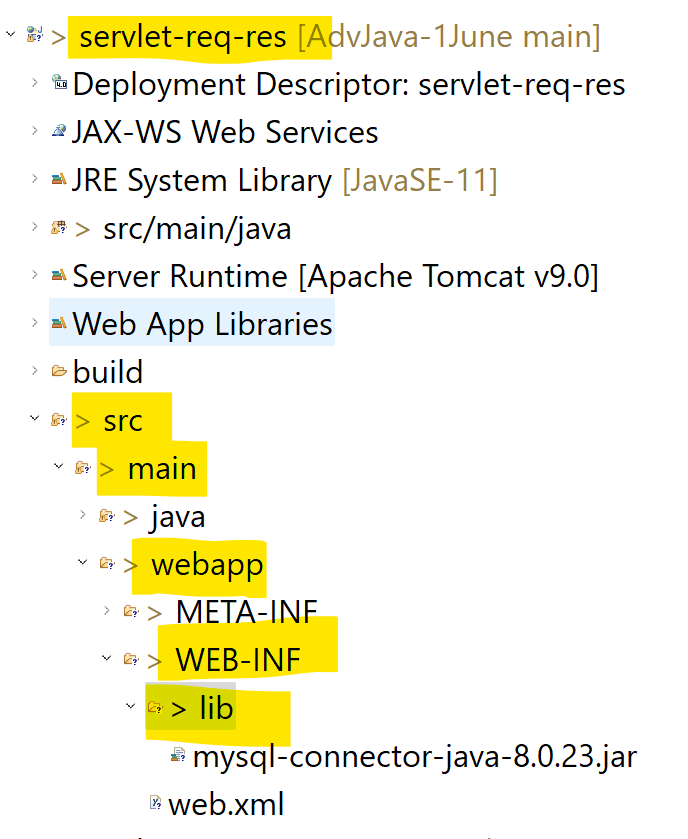 > servlet-req-res [AdvJava-1June main]
Deployment Descriptor: servlet-req-res
JAX-WS Web Services
JRE System Library [JavaSE-11]
> src/main/java
Server Runtime [Apache Tomcat v9.0]
Web App Libraries
build
> src
> main
> java
> webapp
> META-INF
> WEB-INF
> lib
mysql-connector-java-8.0.23.jar
web.xml